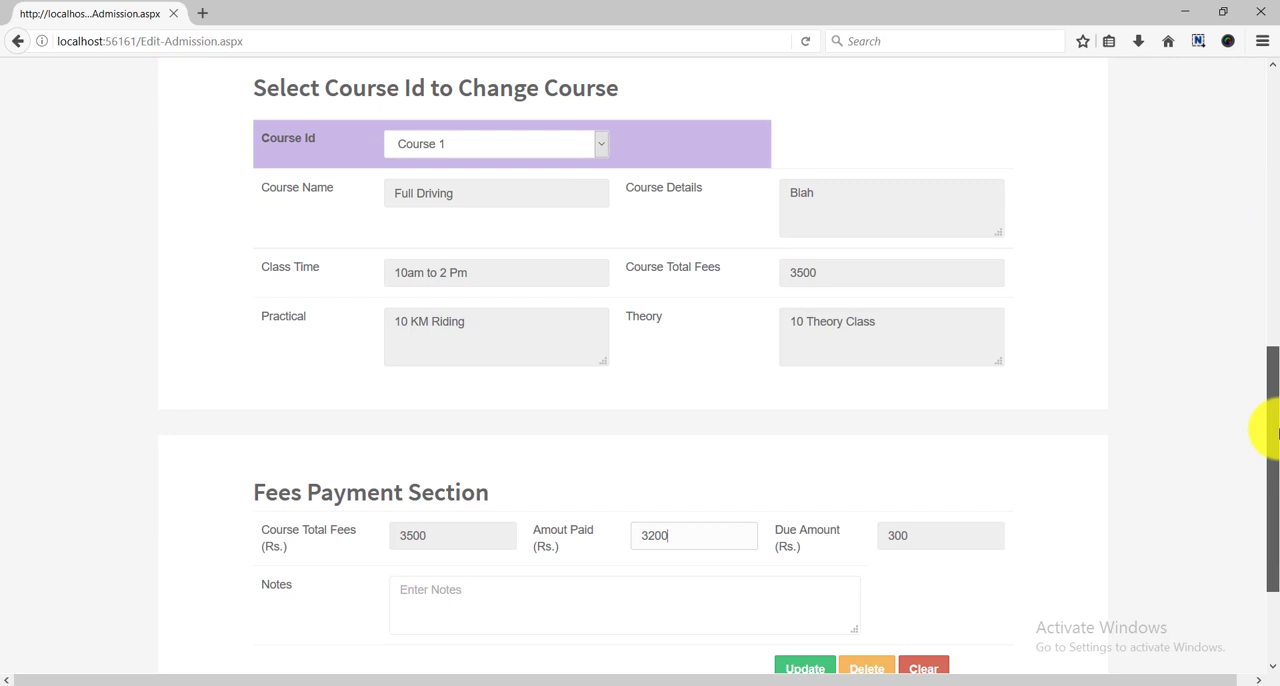 http://localhos...Admission.aspx
localhost:56161/Edit-Admission.aspx
Search
Select Course Id to Change Course
Course Id
Course 1
Course Name
Full Driving
Course Details
Blah
Class Time
10am to 2 Pm
Course Total Fees
3500
Practical
10 KM Riding
Theory
10 Theory Class
Fees Payment Section
Course Total Fees
(Rs.)
3500
Amout Paid
(Rs.)
3200
Due Amount
(Rs.)
300
Notes
Enter Notes
Activate Windows
Go to Settings to activate Windows.
Update
Delete
Clear